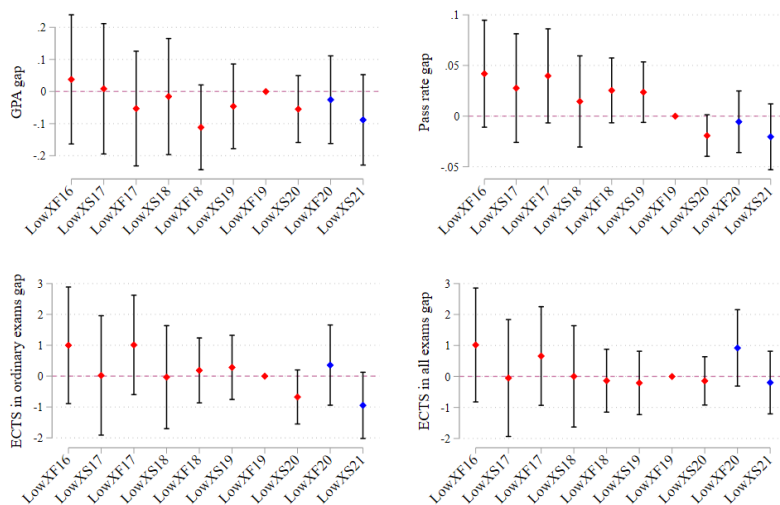 GPA gap
.2
.1
0
-.1
-.2
LowXF16
LowXS17
LowXF17
LowXS18
LowXF18
LowXS19
LowXF19
LowXS20
LowXF20
LowXS21
Pass rate gap
.1
.05
0
-.05
LowXF16
LowXS17
LowXF17
LowXS18
LowXF18
LowXS19
LowXF19
LowXS20
LowXF20
LowXS21
ECTS in ordinary exams gap
3
2
1
0
-1
-2
LowXF16
LowXS17
LowXF17
LowXS18
LowXF18
LowXS19
LowXF19
LowXS20
LowXF20
LowXS21
ECTS in all exams gap
3
2
1
0
-1
-2
LowXF16
LowXS17
LowXF17
LowXS18
LowXF18
LowXS19
LowXF19
LowXS20
LowXF20
LowXS21